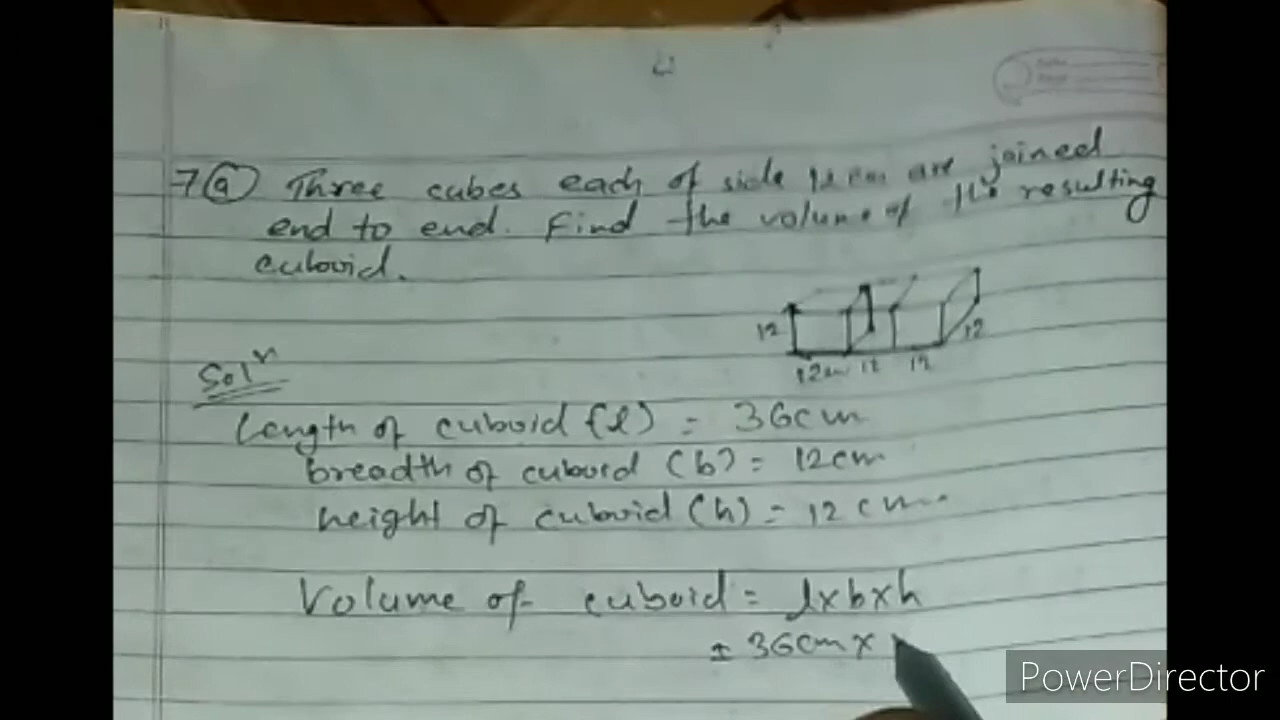 7(a) Three cubes each of side 12 cm are joined
end to end. Find the volume of the resulting
cuboid.
12
12
12cm 12 12
Solⁿ
Length of cuboid (l) = 36cm
breadth of cuboid (b) = 12cm
height of cuboid (h) = 12 cm.
Volume of cuboid = l×b×h
= 36cm ×
PowerDirector